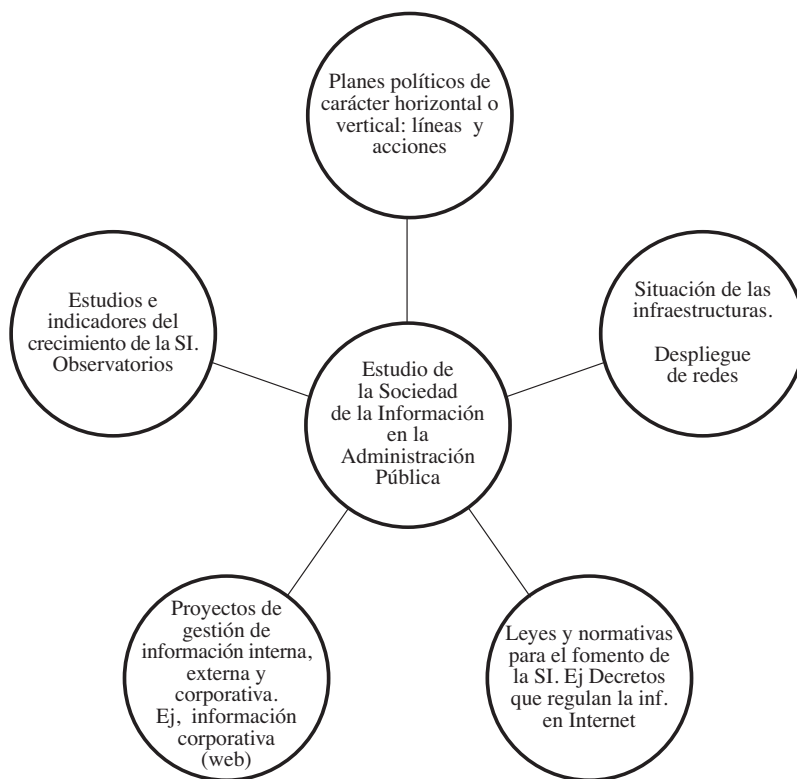 Planes políticos de
carácter horizontal o
vertical: líneas y
acciones
Estudios e
indicadores del
crecimiento de la SI.
Observatorios
Situación de las
infraestructuras.
Despliegue
de redes
Estudio de
la Sociedad
de la Información
en la
Administración
Pública
Proyectos de
gestión de
información interna,
externa y
corporativa.
Ej, información
corporativa
(web)
Leyes y normativas
para el fomento de
la SI. Ej Decretos
que regulan la inf.
en Internet